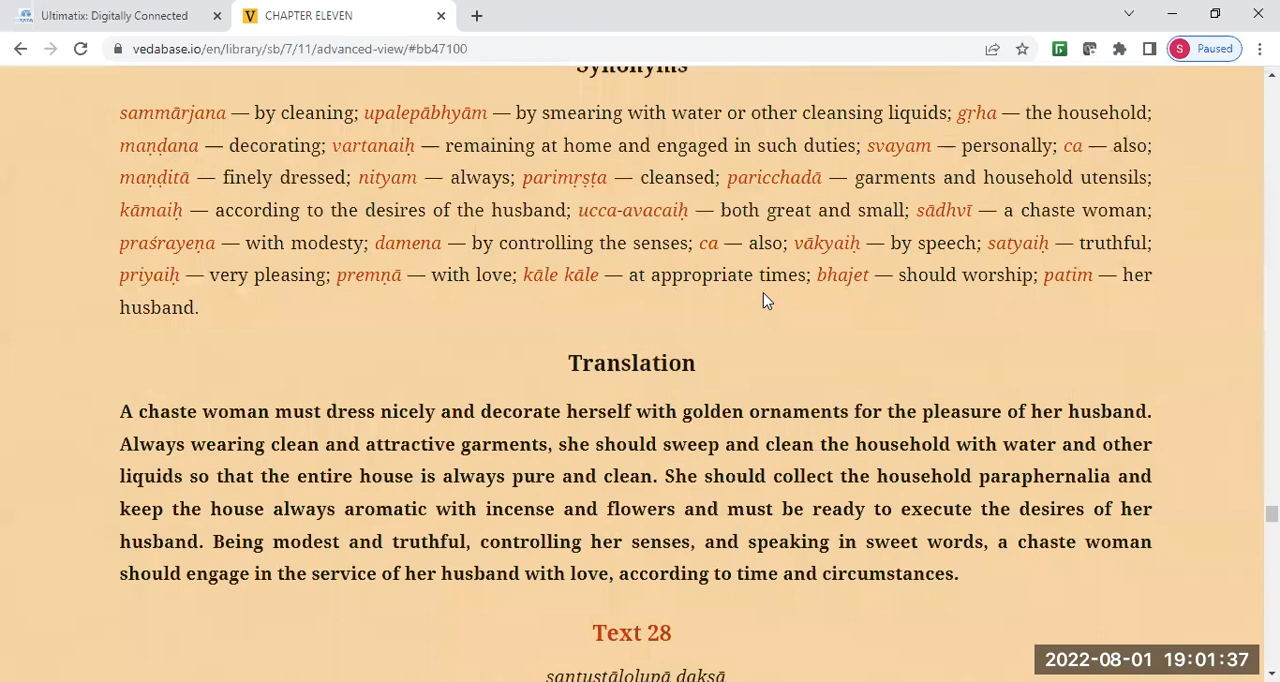 Ultimatix: Digitally Connected
CHAPTER ELEVEN
vedabase.io/en/library/sb/7/11/advanced-view/#bb47100
S Paused
Synonyms
sammārjana — by cleaning; upalepābhyām — by smearing with water or other cleansing liquids; gṛha — the household;
maṇḍana — decorating; vartanaiḥ — remaining at home and engaged in such duties; svayam — personally; ca — also;
maṇḍitā — finely dressed; nityam — always; parimṛṣṭa — cleansed; paricchadā — garments and household utensils;
kāmaiḥ — according to the desires of the husband; ucca-avacaiḥ — both great and small; sādhvī — a chaste woman;
praśrayeṇa — with modesty; damena — by controlling the senses; ca — also; vākyaiḥ — by speech; satyaiḥ — truthful;
priyaiḥ — very pleasing; premṇā — with love; kāle kāle — at appropriate times; bhajet — should worship; patim — her
husband.
Translation
A chaste woman must dress nicely and decorate herself with golden ornaments for the pleasure of her husband.
Always wearing clean and attractive garments, she should sweep and clean the household with water and other
liquids so that the entire house is always pure and clean. She should collect the household paraphernalia and
keep the house always aromatic with incense and flowers and must be ready to execute the desires of her
husband. Being modest and truthful, controlling her senses, and speaking in sweet words, a chaste woman
should engage in the service of her husband with love, according to time and circumstances.
Text 28
santuṣṭālolupā dakṣā
2022-08-01 19:01:37